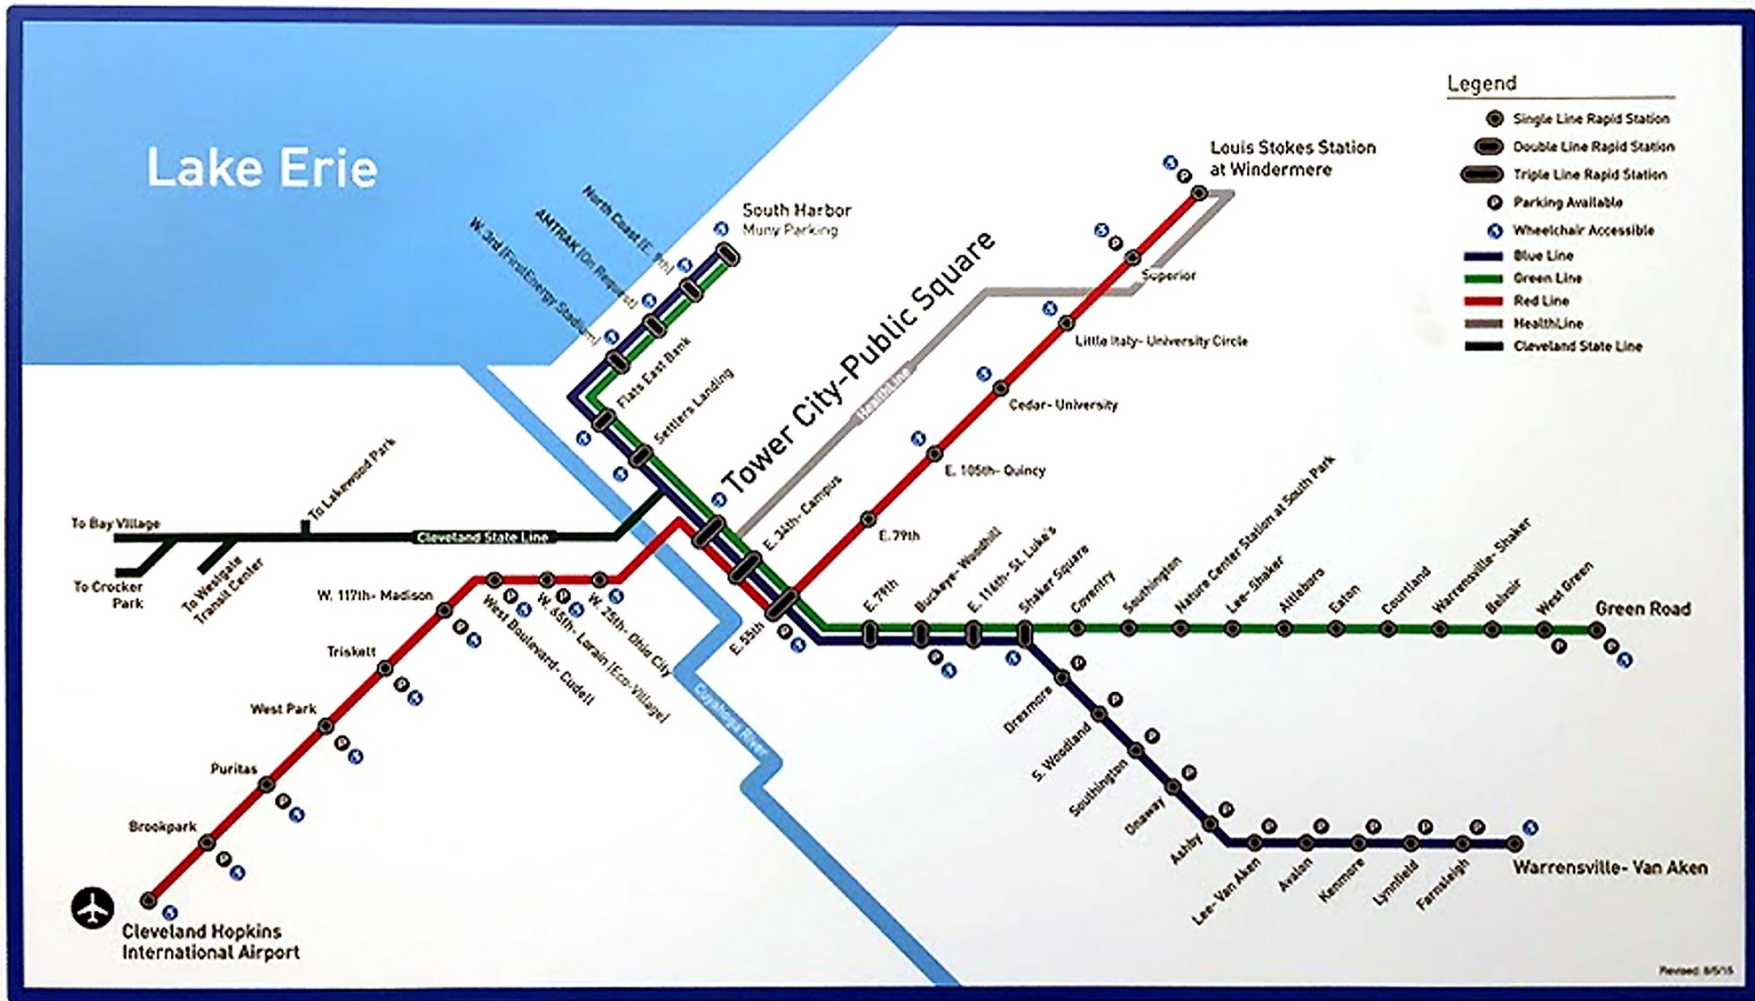 Lake Erie
Legend
Single Line Rapid Station
Double Line Rapid Station
Triple Line Rapid Station
P Parking Available
Wheelchair Accessible
Blue Line
Green Line
Red Line
HealthLine
Cleveland State Line
Louis Stokes Station
at Windermere
Superior
Little Italy- University Circle
Cedar- University
E. 105th- Quincy
E. 79th
HealthLine
South Harbor
Muny Parking
North Coast (E. 9th)
AMTRAK (On Request)
W. 3rd (FirstEnergy Stadium)
Flats East Bank
Settlers Landing
Tower City-Public Square
E. 34th- Campus
E. 55th
To Lakewood Park
To Bay Village
Cleveland State Line
To Crocker
Park
To Westgate
Transit Center
W. 25th- Ohio City
W. 65th- Lorain (Eco-Village)
West Boulevard- Cudell
W. 117th- Madison
Triskett
West Park
Puritas
Brookpark
Cleveland Hopkins
International Airport
Cuyahoga River
E. 79th
Buckeye- Woodhill
E. 116th- St. Luke's
Shaker Square
Coventry
Southington
Nature Center Station at South Park
Lee- Shaker
Attleboro
Eaton
Courtland
Warrensville- Shaker
Belvoir
West Green
Green Road
Drexmore
S. Woodland
Southington
Onaway
Ashby
Lee- Van Aken
Avalon
Kenmore
Lynnfield
Farnsleigh
Warrensville- Van Aken